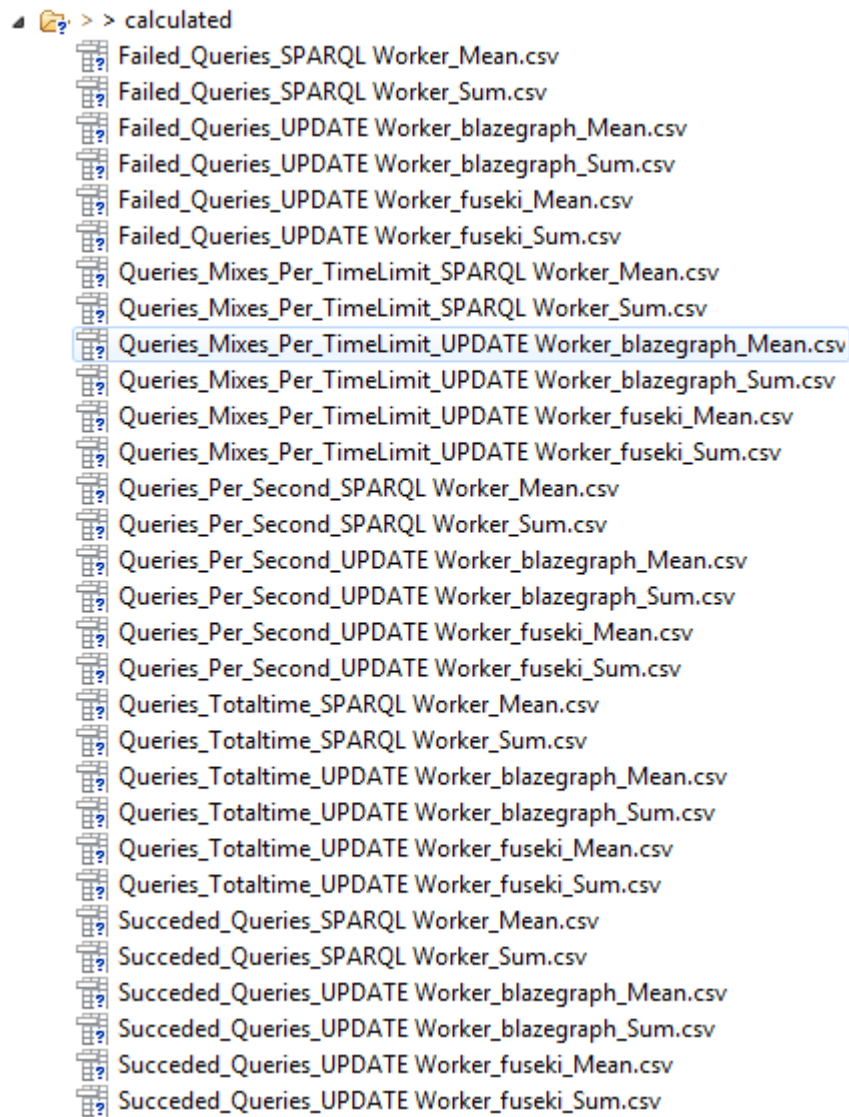 > > calculated
Failed_Queries_SPARQL Worker_Mean.csv
Failed_Queries_SPARQL Worker_Sum.csv
Failed_Queries_UPDATE Worker_blazegraph_Mean.csv
Failed_Queries_UPDATE Worker_blazegraph_Sum.csv
Failed_Queries_UPDATE Worker_fuseki_Mean.csv
Failed_Queries_UPDATE Worker_fuseki_Sum.csv
Queries_Mixes_Per_TimeLimit_SPARQL Worker_Mean.csv
Queries_Mixes_Per_TimeLimit_SPARQL Worker_Sum.csv
Queries_Mixes_Per_TimeLimit_UPDATE Worker_blazegraph_Mean.csv
Queries_Mixes_Per_TimeLimit_UPDATE Worker_blazegraph_Sum.csv
Queries_Mixes_Per_TimeLimit_UPDATE Worker_fuseki_Mean.csv
Queries_Mixes_Per_TimeLimit_UPDATE Worker_fuseki_Sum.csv
Queries_Per_Second_SPARQL Worker_Mean.csv
Queries_Per_Second_SPARQL Worker_Sum.csv
Queries_Per_Second_UPDATE Worker_blazegraph_Mean.csv
Queries_Per_Second_UPDATE Worker_blazegraph_Sum.csv
Queries_Per_Second_UPDATE Worker_fuseki_Mean.csv
Queries_Per_Second_UPDATE Worker_fuseki_Sum.csv
Queries_Totaltime_SPARQL Worker_Mean.csv
Queries_Totaltime_SPARQL Worker_Sum.csv
Queries_Totaltime_UPDATE Worker_blazegraph_Mean.csv
Queries_Totaltime_UPDATE Worker_blazegraph_Sum.csv
Queries_Totaltime_UPDATE Worker_fuseki_Mean.csv
Queries_Totaltime_UPDATE Worker_fuseki_Sum.csv
Succeded_Queries_SPARQL Worker_Mean.csv
Succeded_Queries_SPARQL Worker_Sum.csv
Succeded_Queries_UPDATE Worker_blazegraph_Mean.csv
Succeded_Queries_UPDATE Worker_blazegraph_Sum.csv
Succeded_Queries_UPDATE Worker_fuseki_Mean.csv
Succeded_Queries_UPDATE Worker_fuseki_Sum.csv